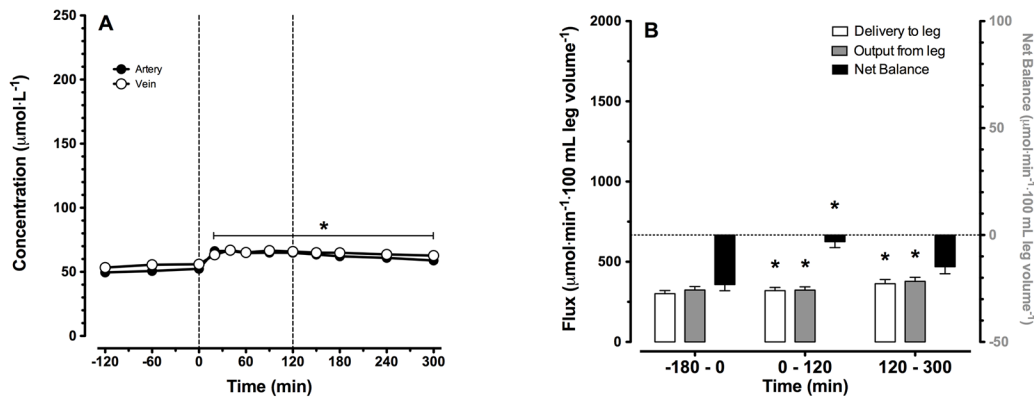 A
250
200
150
100
50
0
Concentration (μmol·L⁻¹)
Artery
Vein
*
-120 -60 0 60 120 180 240 300
Time (min)
B
2000
1500
1000
500
0
Flux (μmol·min⁻¹·100 mL leg volume⁻¹)
Delivery to leg
Output from leg
Net Balance
*
* *
* *
100
50
0
-50
Net Balance (μmol·min⁻¹·100 mL leg volume⁻¹)
-180 - 0 0 - 120 120 - 300
Time (min)